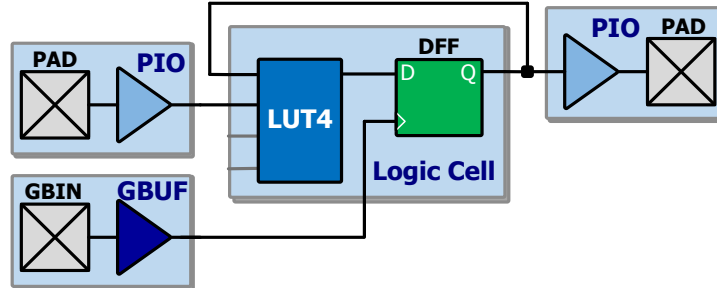 PAD
PIO
LUT4
DFF
D
Q
Logic Cell
PIO
PAD
GBIN
GBUF